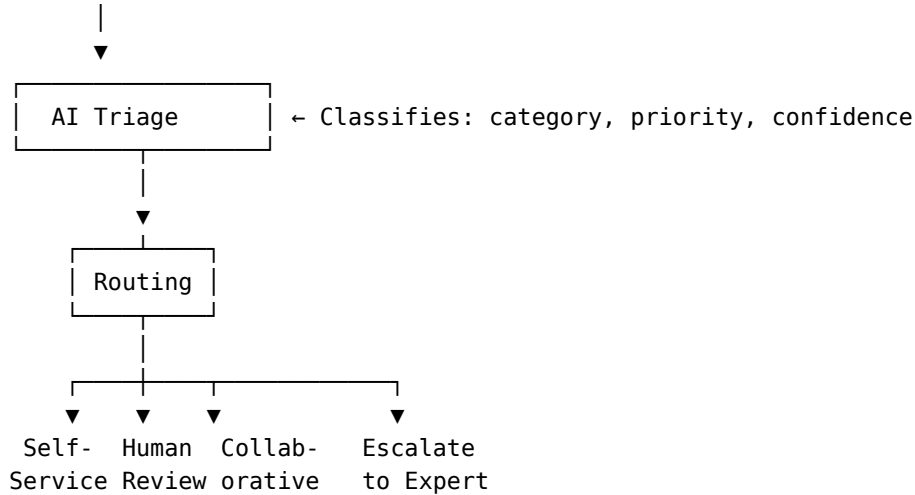 AI Triage ← Classifies: category, priority, confidence
Routing
Self- Human Collab- Escalate
Service Review orative to Expert